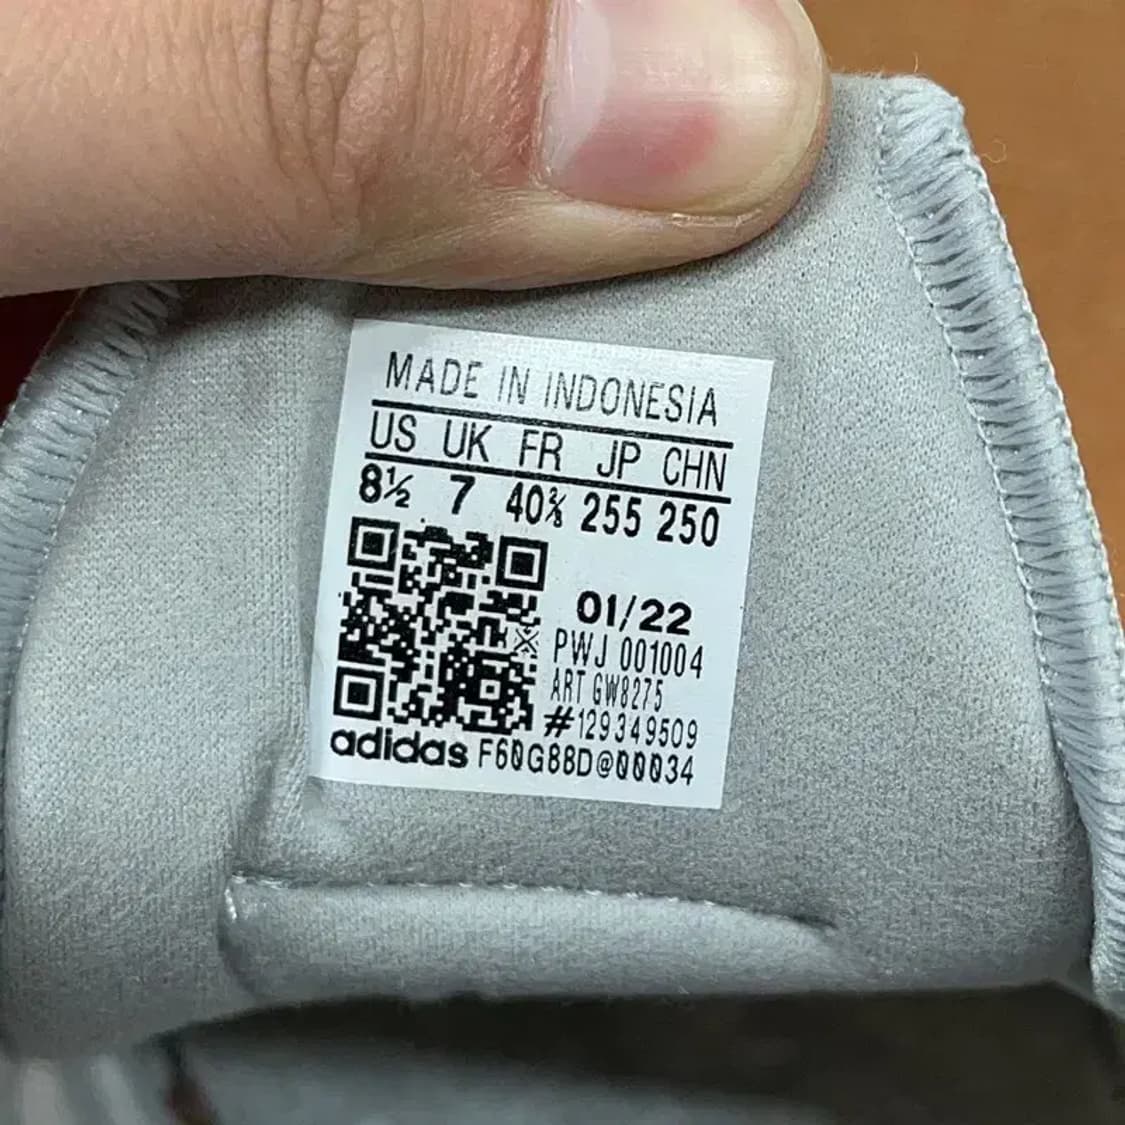 MADE IN INDONESIA
US UK FR JP CHN
8½ 7 40⅔ 255 250
01/22
PWJ 001004
ART GW8275
#129349509
adidas F60G88D@00034